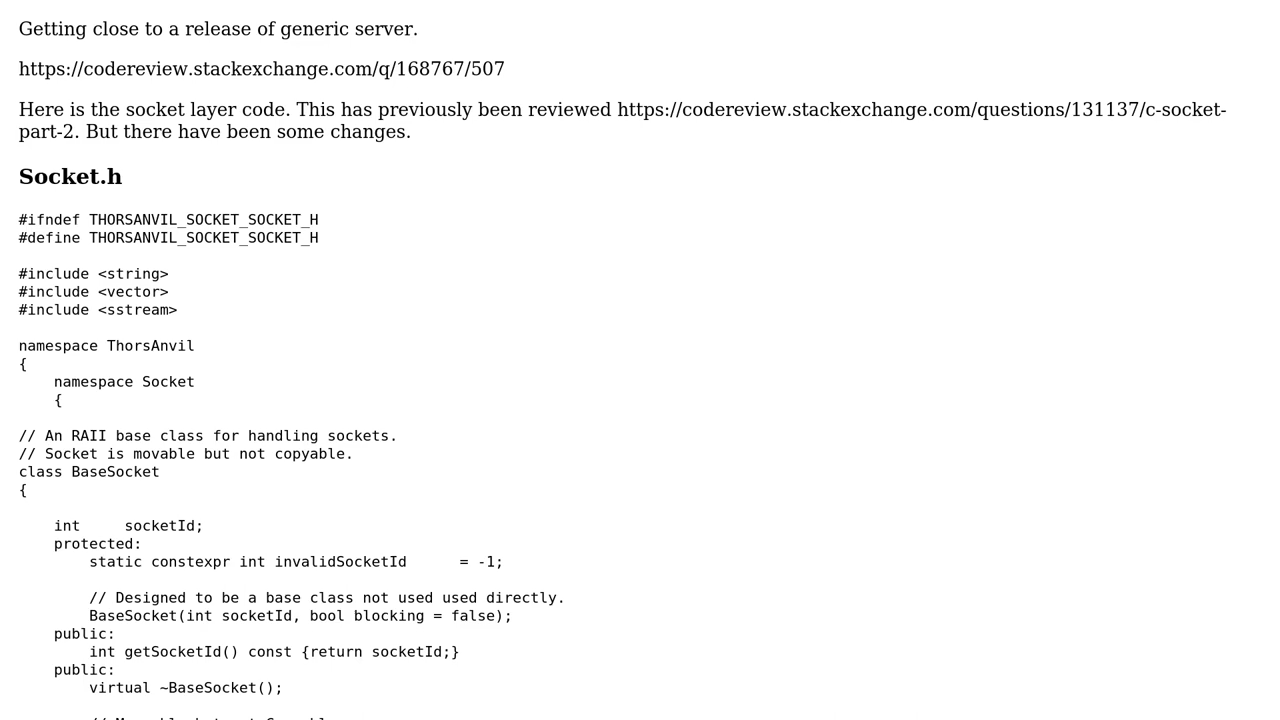 Getting close to a release of generic server.
https://codereview.stackexchange.com/q/168767/507
Here is the socket layer code. This has previously been reviewed https://codereview.stackexchange.com/questions/131137/c-socket-
part-2. But there have been some changes.
Socket.h
#ifndef THORSANVIL_SOCKET_SOCKET_H
#define THORSANVIL_SOCKET_SOCKET_H
#include <string>
#include <vector>
#include <sstream>
namespace ThorsAnvil
{
    namespace Socket
    {
// An RAII base class for handling sockets.
// Socket is movable but not copyable.
class BaseSocket
{
    int     socketId;
    protected:
        static constexpr int invalidSocketId      = -1;
        // Designed to be a base class not used used directly.
        BaseSocket(int socketId, bool blocking = false);
    public:
        int getSocketId() const {return socketId;}
    public:
        virtual ~BaseSocket();